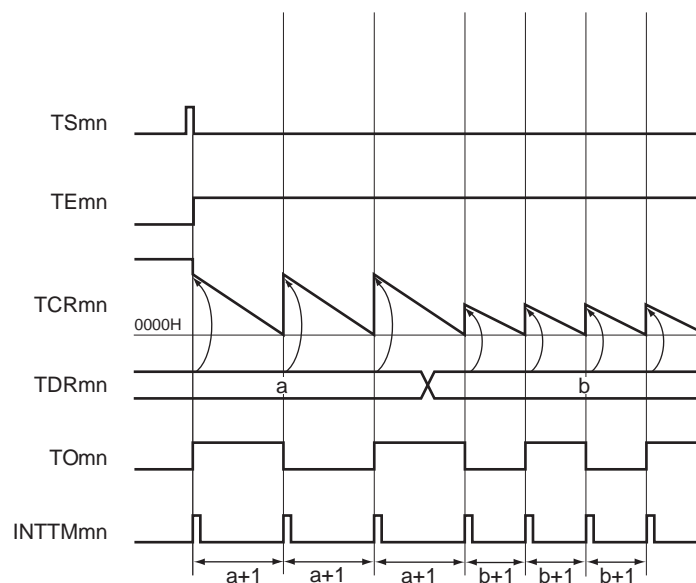 TSmn
TEmn
TCRmn
0000H
TDRmn
a
b
TOmn
INTTMmn
a+1
a+1
a+1
b+1
b+1
b+1